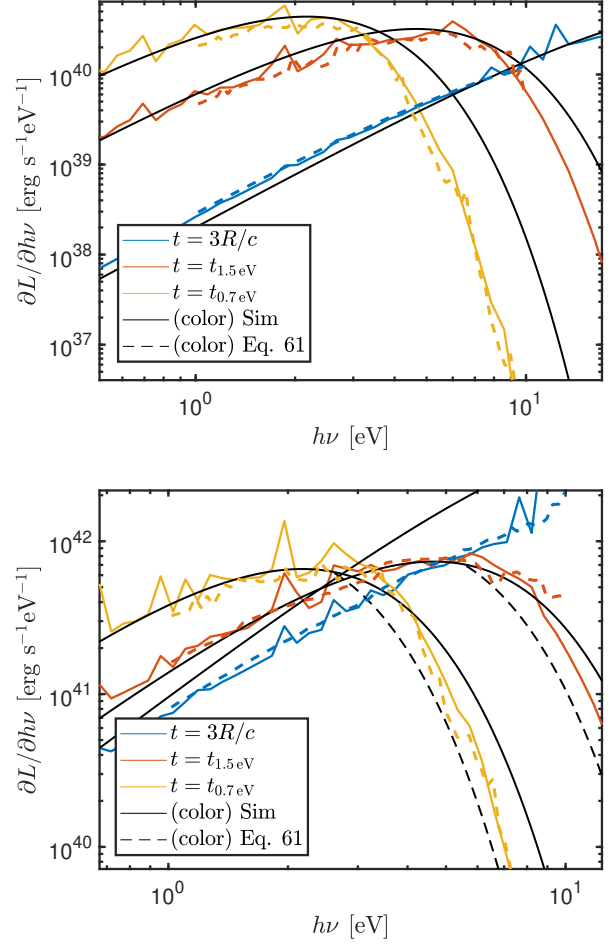 10^40
10^39
10^38
10^37
∂L/∂hν [erg s^−1 eV^−1]
t = 3R/c
t = t_1.5 eV
t = t_0.7 eV
(color) Sim
(color) Eq. 61
10^0
10^1
hν [eV]
10^42
10^41
10^40
∂L/∂hν [erg s^−1 eV^−1]
t = 3R/c
t = t_1.5 eV
t = t_0.7 eV
(color) Sim
(color) Eq. 61
10^0
10^1
hν [eV]